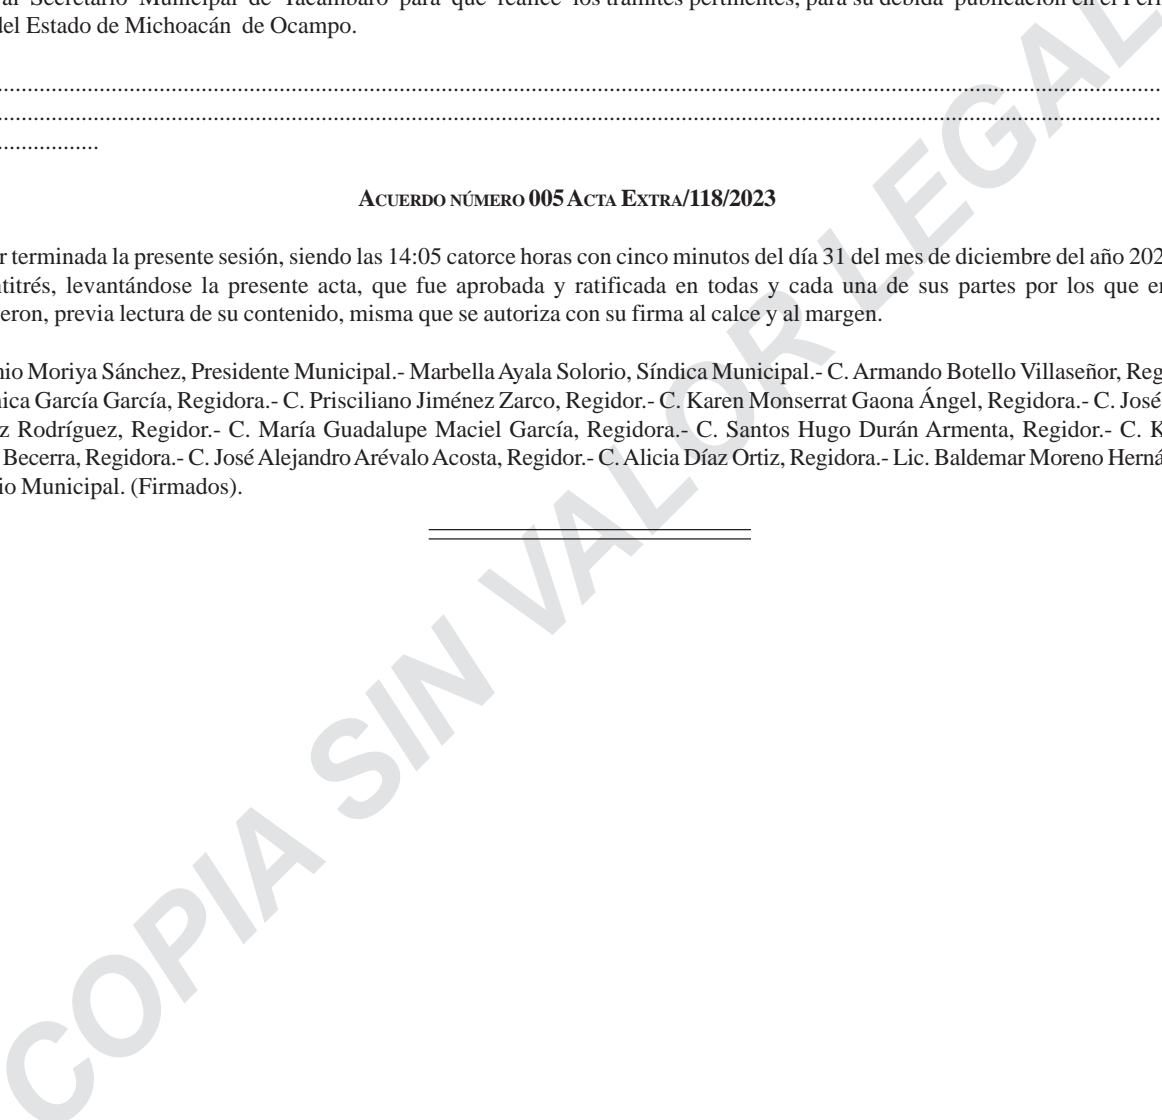 al Secretario Municipal de Tacámbaro para que realice los trámites pertinentes, para su debida publicación en el
del Estado de Michoacán de Ocampo.
................................................................................
................................................................................
.................
ACUERDO NÚMERO 005 ACTA EXTRA/118/2023
terminada la presente sesión, siendo las 14:05 catorce horas con cinco minutos del día 31 del mes de diciembre del año 202
titrés, levantándose la presente acta, que fue aprobada y ratificada en todas y cada una de sus partes por los que
eron, previa lectura de su contenido, misma que se autoriza con su firma al calce y al margen.
nio Moriya Sánchez, Presidente Municipal.- Marbella Ayala Solorio, Síndica Municipal.- C. Armando Botello Villaseñor, Reg
nica García García, Regidora.- C. Prisciliano Jiménez Zarco, Regidor.- C. Karen Monserrat Gaona Ángel, Regidora.- C. José
z Rodríguez, Regidor.- C. María Guadalupe Maciel García, Regidora.- C. Santos Hugo Durán Armenta, Regidor.- C. K
Becerra, Regidora.- C. José Alejandro Arévalo Acosta, Regidor.- C. Alicia Díaz Ortiz, Regidora.- Lic. Baldemar Moreno Herná
io Municipal. (Firmados).
COPIA SIN VALOR LEGAL